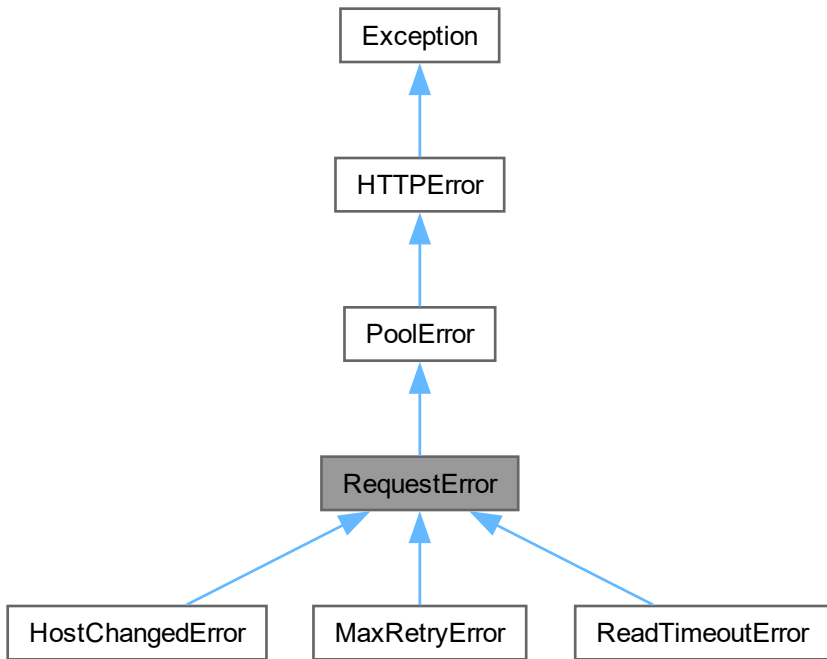 Exception
HTTPError
PoolError
RequestError
HostChangedError
MaxRetryError
ReadTimeoutError